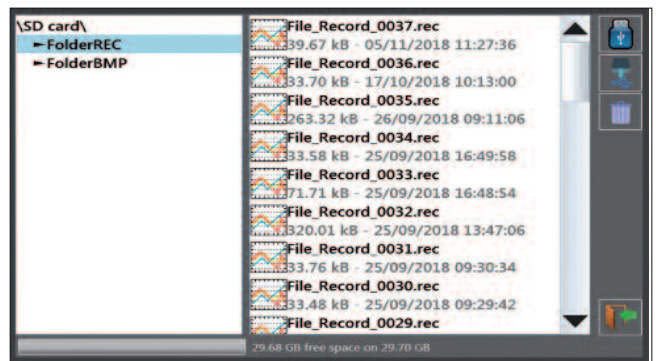 \SD card\
FolderREC
FolderBMP
File_Record_0037.rec
39.67 kB - 05/11/2018 11:27:36
File_Record_0036.rec
33.70 kB - 17/10/2018 10:13:00
File_Record_0035.rec
263.32 kB - 26/09/2018 09:11:06
File_Record_0034.rec
33.58 kB - 25/09/2018 16:49:58
File_Record_0033.rec
71.71 kB - 25/09/2018 16:48:54
File_Record_0032.rec
320.01 kB - 25/09/2018 13:47:06
File_Record_0031.rec
33.76 kB - 25/09/2018 09:30:34
File_Record_0030.rec
33.48 kB - 25/09/2018 09:29:42
File_Record_0029.rec
29.68 GB free space on 29.70 GB